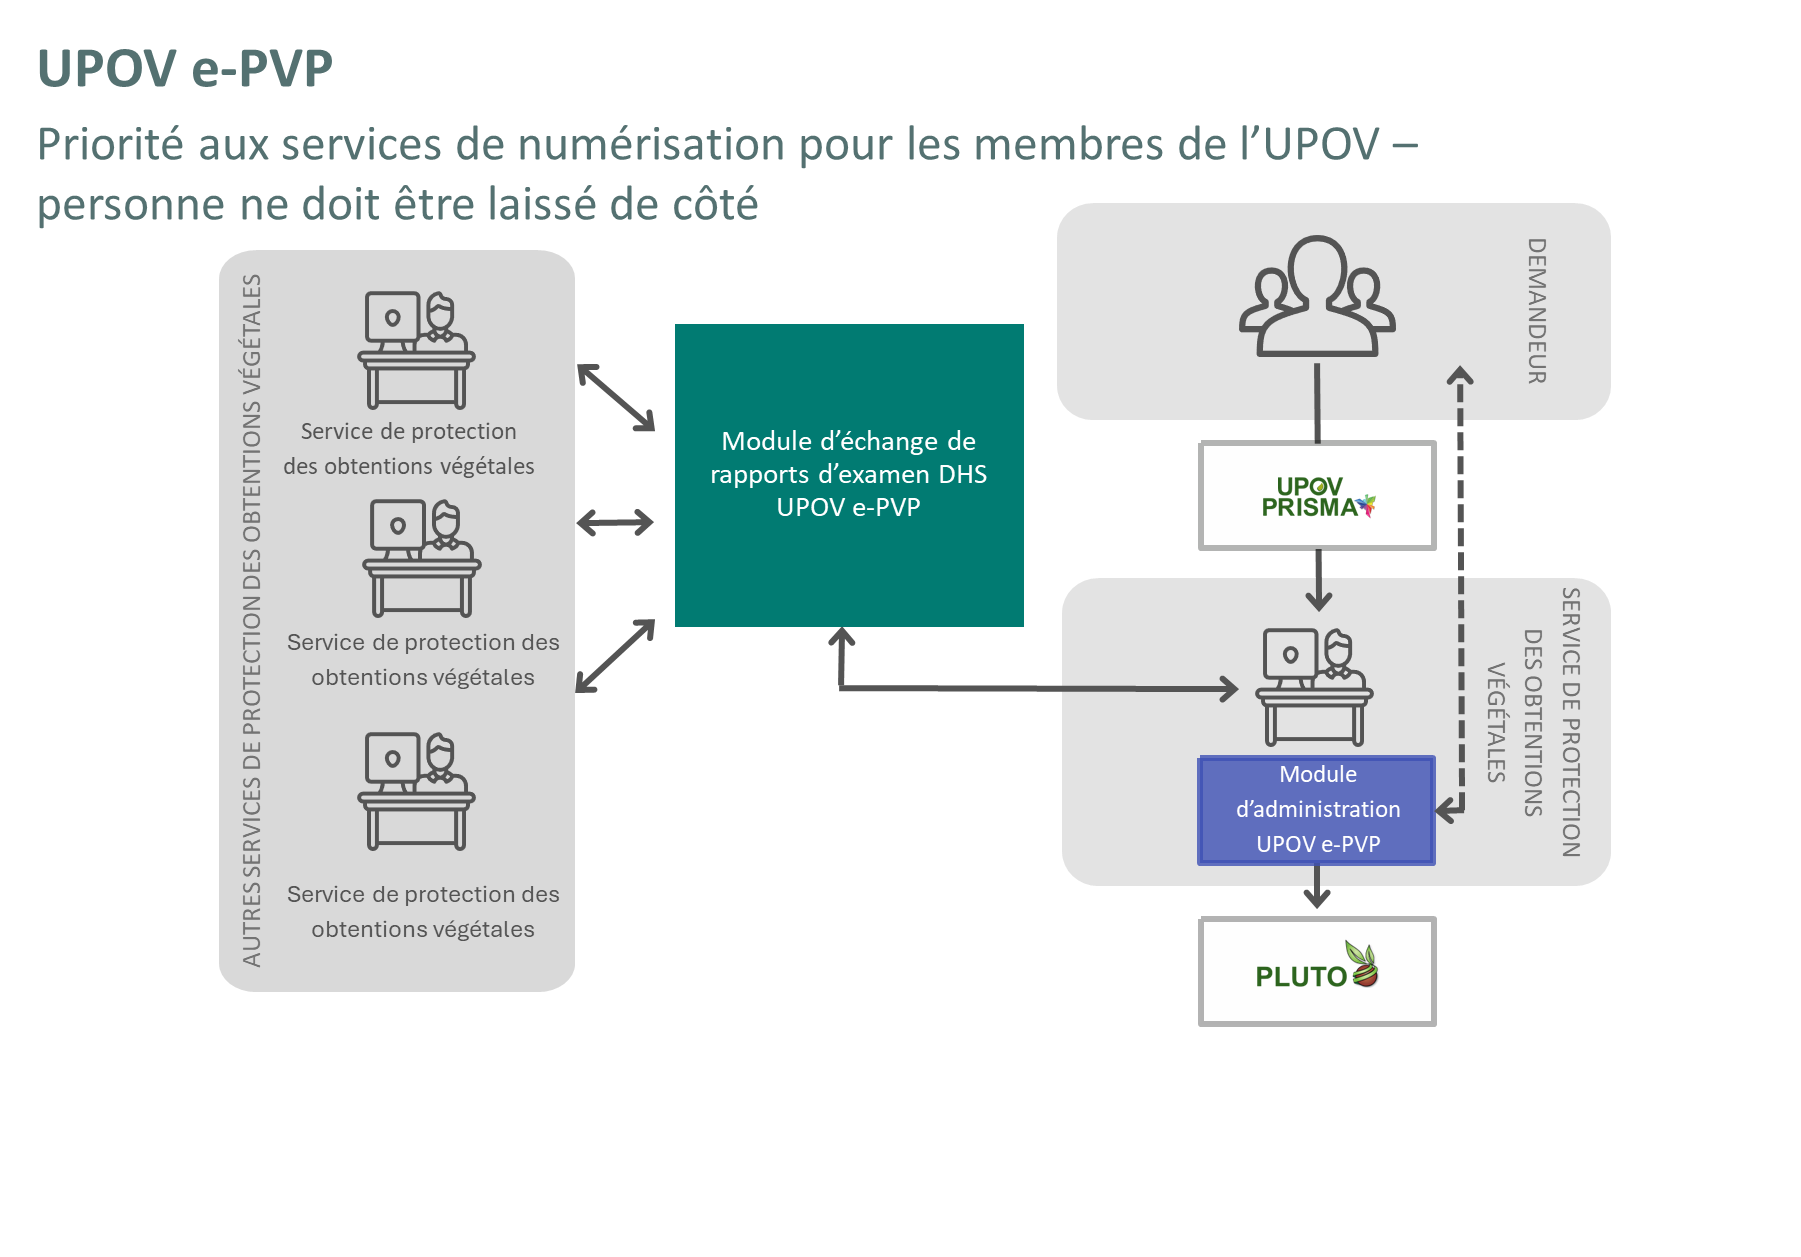 UPOV e-PVP
Priorité aux services de numérisation pour les membres de l’UPOV –
personne ne doit être laissé de côté
AUTRES SERVICES DE PROTECTION DES OBTENTIONS VÉGÉTALES
Service de protection
des obtentions végétales
Service de protection des
obtentions végétales
Service de protection des
obtentions végétales
Module d’échange de
rapports d’examen DHS
UPOV e-PVP
DEMANDEUR
UPOV
PRISMA
SERVICE DE PROTECTION
DES OBTENTIONS
VÉGÉTALES
Module
d’administration
UPOV e-PVP
PLUTO